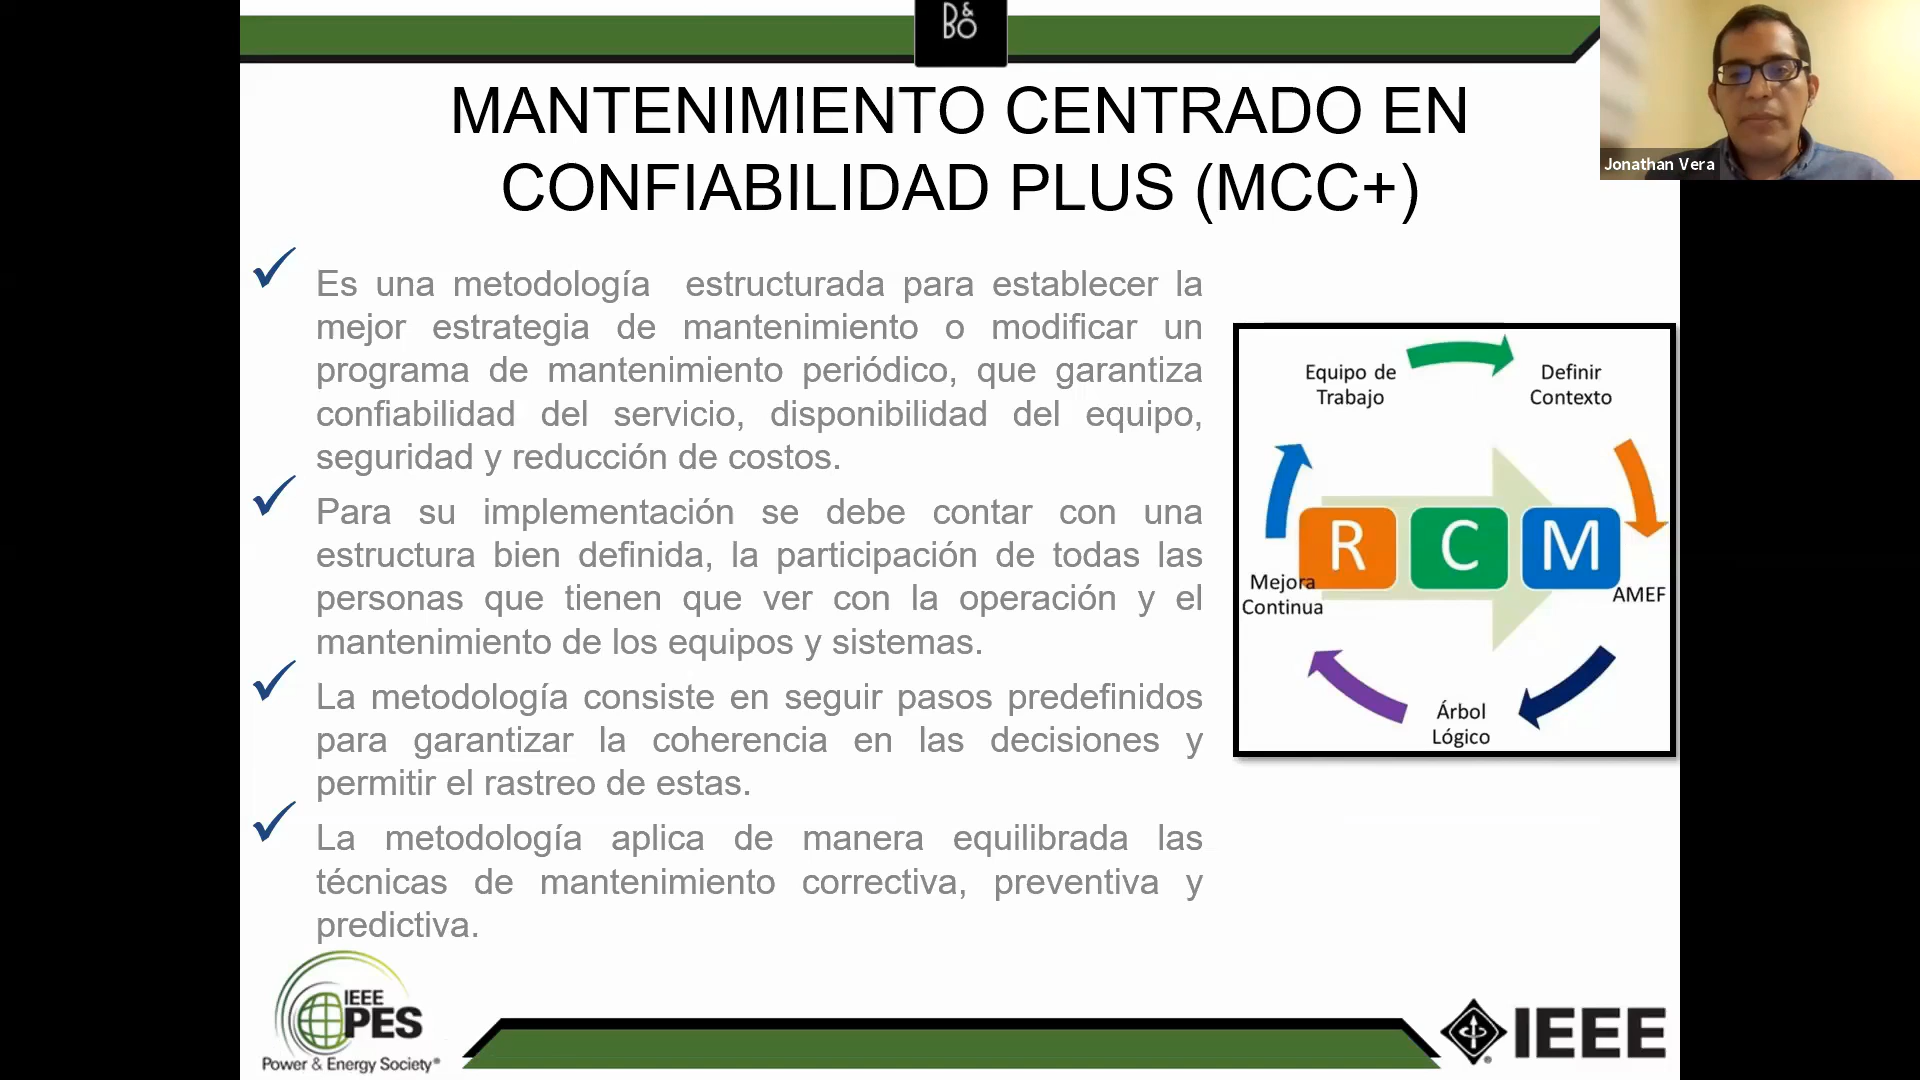 B&O
MANTENIMIENTO CENTRADO EN
CONFIABILIDAD PLUS (MCC+)
Jonathan Vera
Es una metodología estructurada para establecer la
mejor estrategia de mantenimiento o modificar un
programa de mantenimiento periódico, que garantiza
confiabilidad del servicio, disponibilidad del equipo,
seguridad y reducción de costos.
Para su implementación se debe contar con una
estructura bien definida, la participación de todas las
personas que tienen que ver con la operación y el
mantenimiento de los equipos y sistemas.
La metodología consiste en seguir pasos predefinidos
para garantizar la coherencia en las decisiones y
permitir el rastreo de estas.
La metodología aplica de manera equilibrada las
técnicas de mantenimiento correctiva, preventiva y
predictiva.
Equipo de
Trabajo
Definir
Contexto
R C M
Mejora
Continua
AMEF
Árbol
Lógico
IEEE
PES
Power & Energy Society®
IEEE